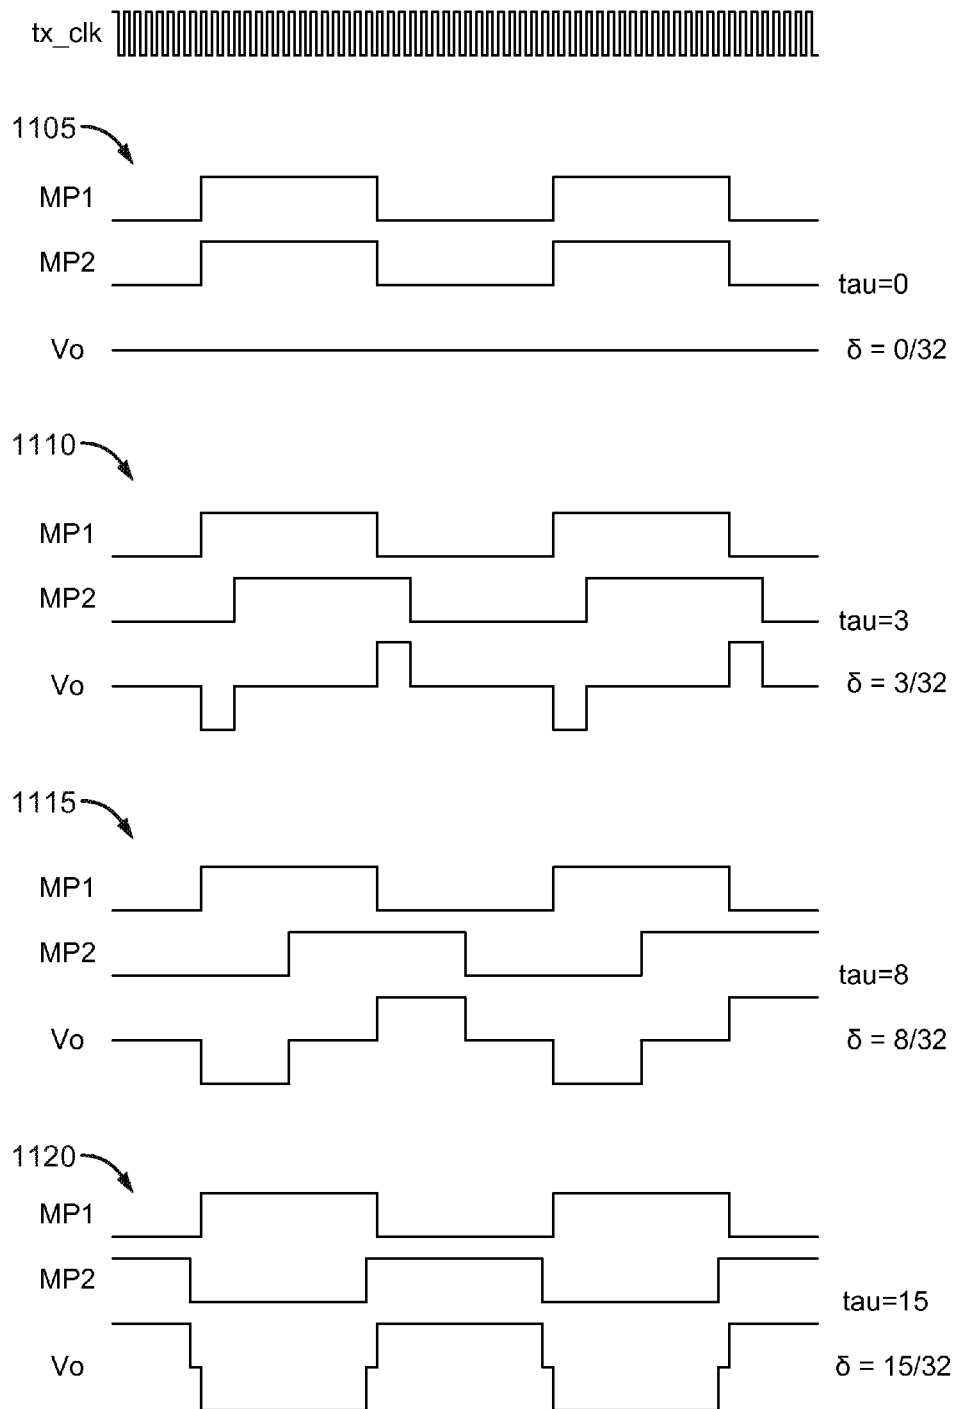 tx_clk
1105
MP1
MP2
tau=0
Vo
δ = 0/32
1110
MP1
MP2
tau=3
Vo
δ = 3/32
1115
MP1
MP2
tau=8
Vo
δ = 8/32
1120
MP1
MP2
tau=15
Vo
δ = 15/32